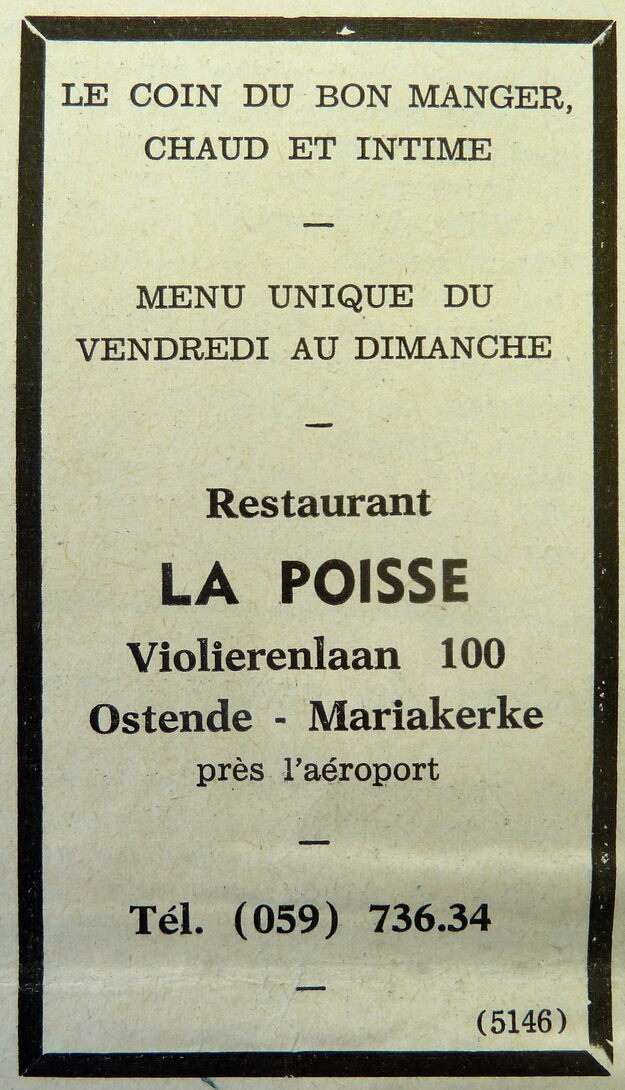 LE COIN DU BON MANGER,
CHAUD ET INTIME
—
MENU UNIQUE DU
VENDREDI AU DIMANCHE
—
Restaurant
LA POISSE
Violierenlaan 100
Ostende - Mariakerke
près l'aéroport
—
Tél. (059) 736.34
—
(5146)